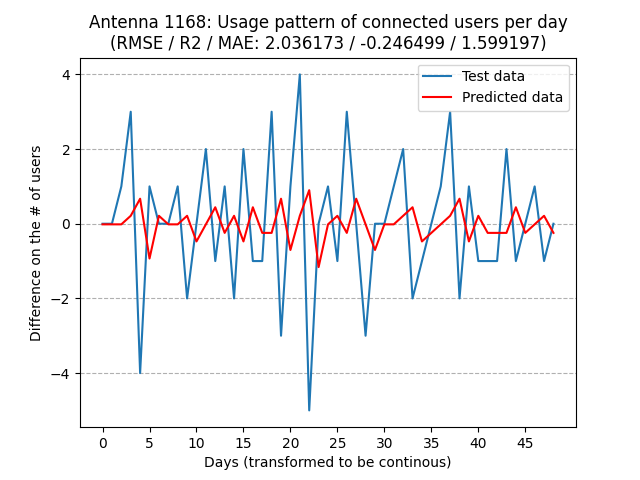 Antenna 1168: Usage pattern of connected users per day
(RMSE / R2 / MAE: 2.036173 / -0.246499 / 1.599197)
Test data
Predicted data
Difference on the # of users
4
2
0
−2
−4
0 5 10 15 20 25 30 35 40 45
Days (transformed to be continous)